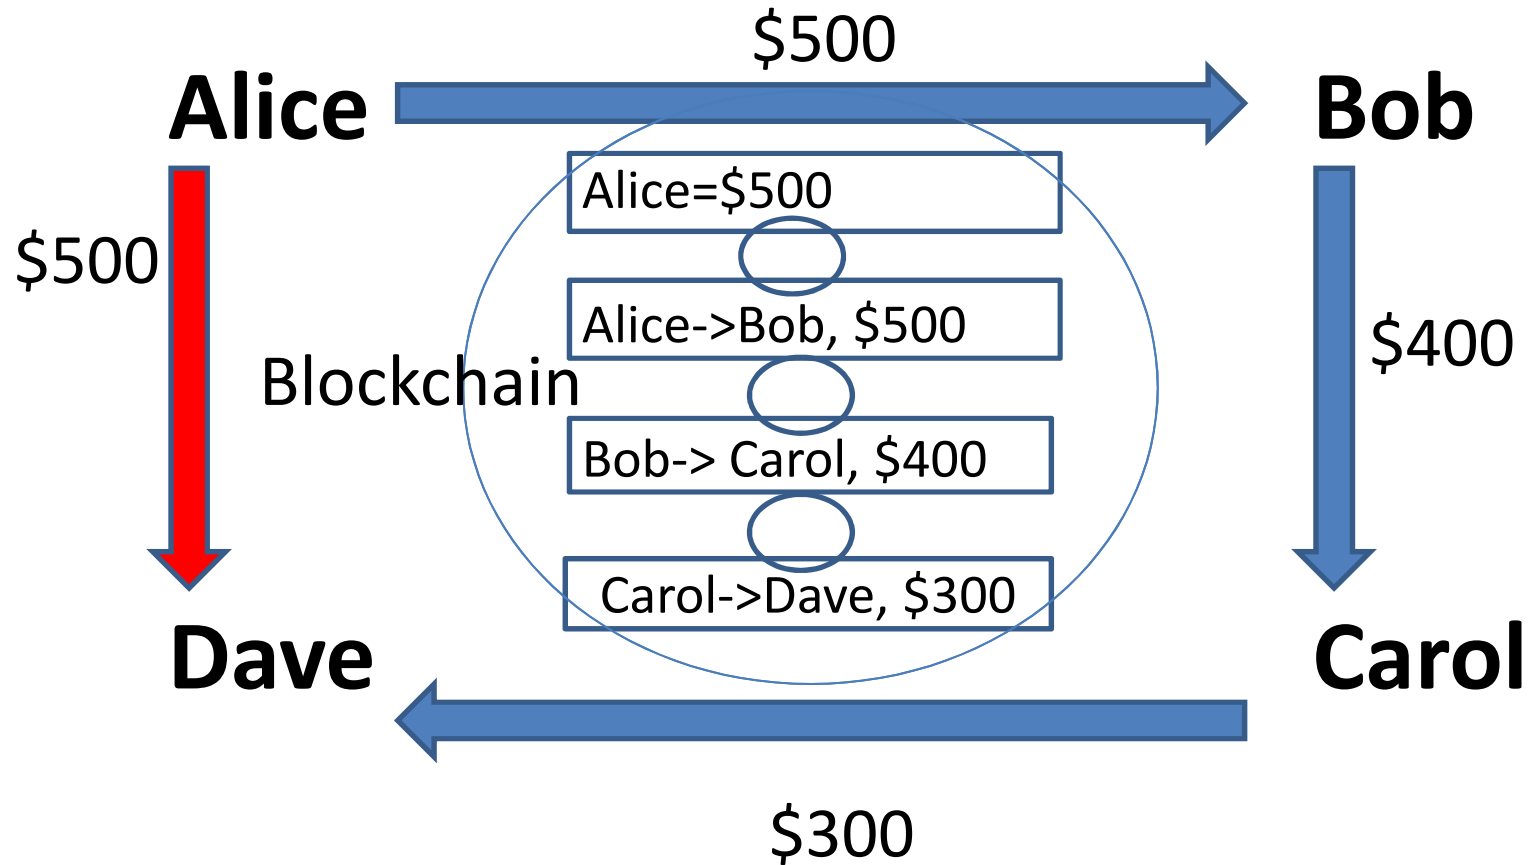 $500
Alice
Bob
Alice=$500
$500
Alice->Bob, $500
$400
Blockchain
Bob-> Carol, $400
Carol->Dave, $300
Dave
Carol
$300